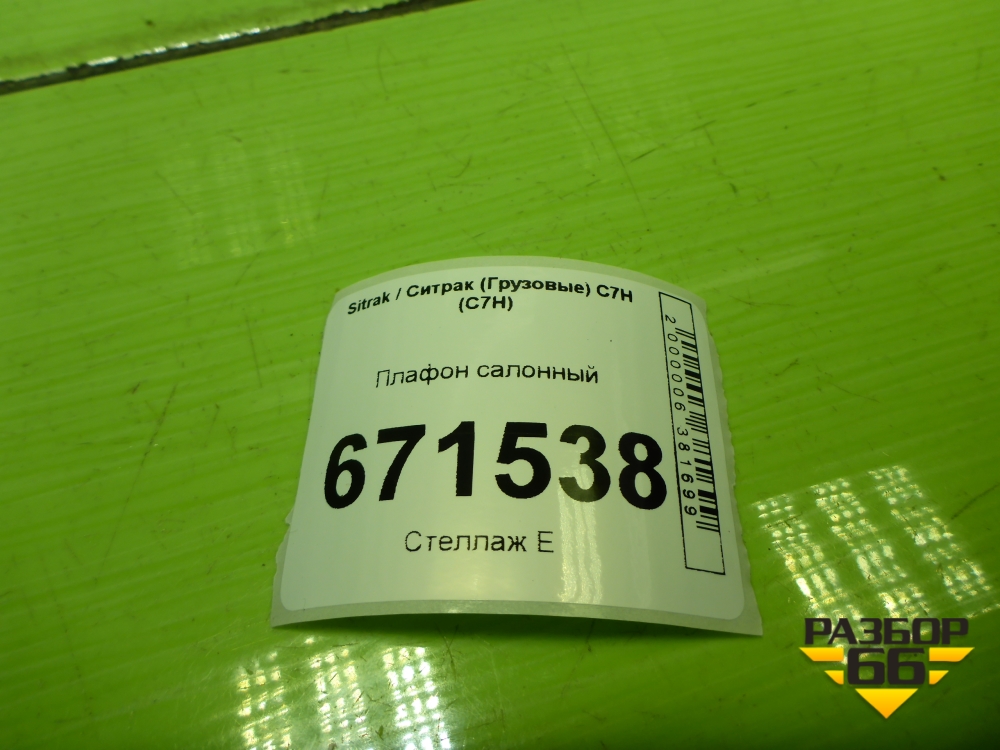 Sitrak / Ситрак (Грузовые) C7H
(C7H)
Плафон салонный
671538
Стеллаж E
2000006381699
РАЗБОР
66